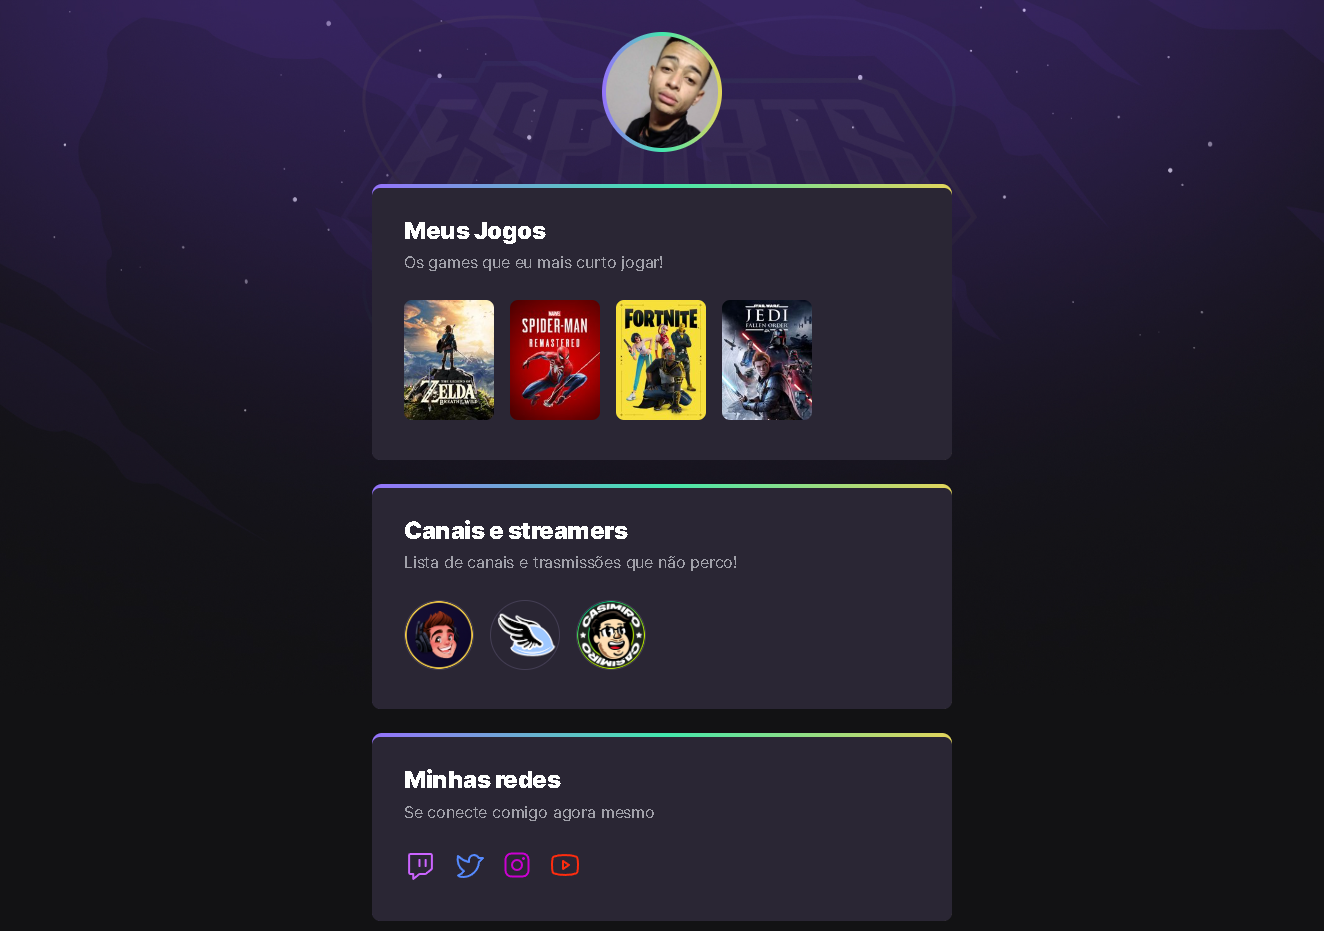 ESPORTS
Meus Jogos
Os games que eu mais curto jogar!
THE LEGEND OF
ZELDA
BREATH OF THE WILD
MARVEL
SPIDER-MAN
REMASTERED
FORTNITE
STAR WARS
JEDI
FALLEN ORDER
Canais e streamers
Lista de canais e trasmissões que não perco!
CASIMIRO
CASIMIRO
Minhas redes
Se conecte comigo agora mesmo